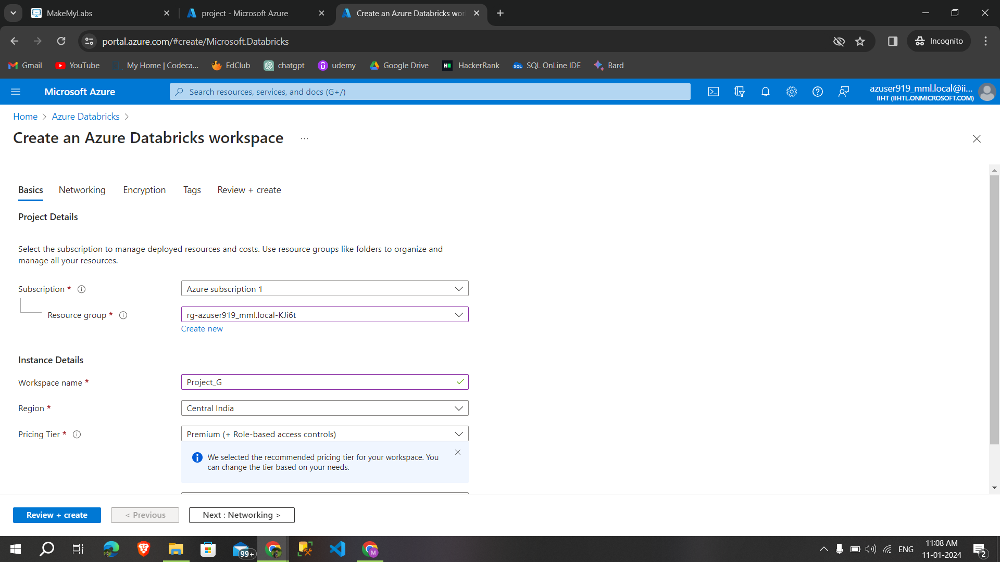 MakeMyLabs
project - Microsoft Azure
Create an Azure Databricks wor
portal.azure.com/#create/Microsoft.Databricks
Incognito
Gmail
YouTube
My Home | Codeca...
EdClub
chatgpt
udemy
Google Drive
HackerRank
SQL OnLine IDE
Bard
Microsoft Azure
Search resources, services, and docs (G+/)
azuser919_mml.local@ii...
IIHT (IIHTL.ONMICROSOFT.COM)
Home > Azure Databricks >
Create an Azure Databricks workspace ...
Basics Networking Encryption Tags Review + create
Project Details
Select the subscription to manage deployed resources and costs. Use resource groups like folders to organize and
manage all your resources.
Subscription *
Azure subscription 1
Resource group *
rg-azuser919_mml.local-KJi6t
Create new
Instance Details
Workspace name *
Project_G
Region *
Central India
Pricing Tier *
Premium (+ Role-based access controls)
We selected the recommended pricing tier for your workspace. You
can change the tier based on your needs.
Review + create
< Previous
Next : Networking >
99+
M
ENG
11:08 AM
11-01-2024
2